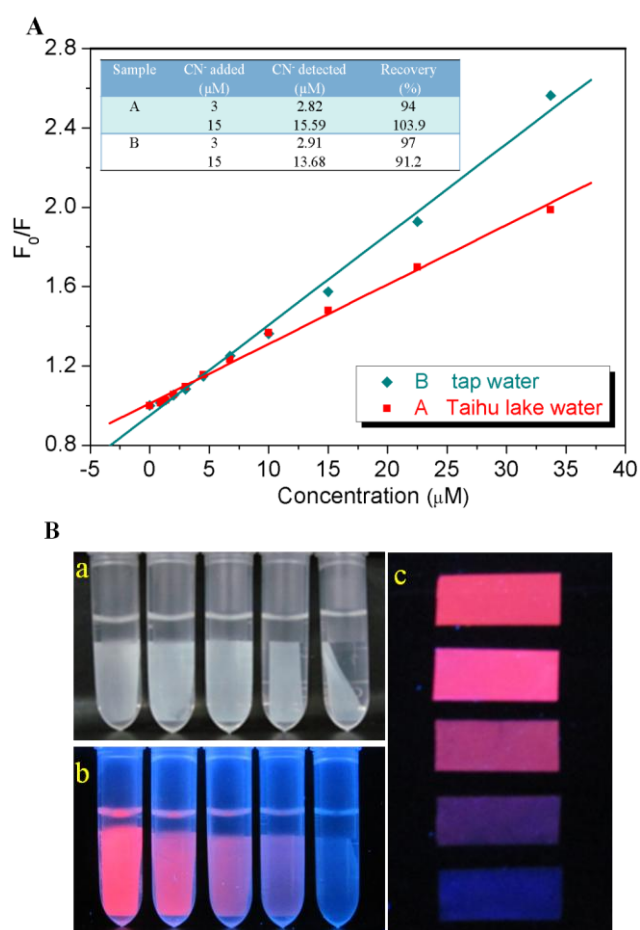 A
Sample CN⁻ added (μM) CN⁻ detected (μM) Recovery (%)
A 3 2.82 94
15 15.59 103.9
B 3 2.91 97
15 13.68 91.2
2.8
2.4
2.0
1.6
1.2
0.8
F₀/F
B tap water
A Taihu lake water
-5 0 5 10 15 20 25 30 35 40
Concentration (μM)
B
a
b
c